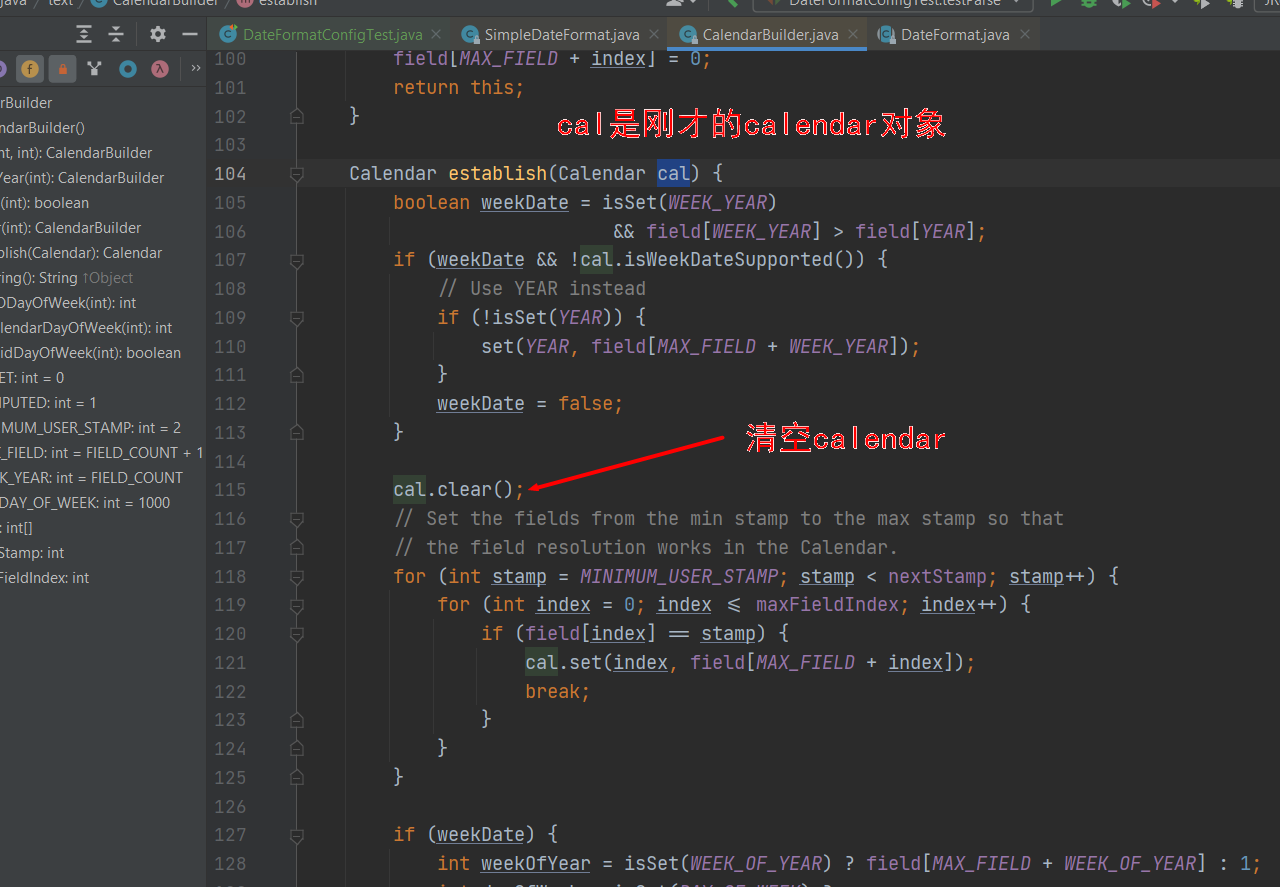 java / text / CalendarBuilder / establish DateFormatConfigTest.testParse
DateFormatConfigTest.java SimpleDateFormat.java CalendarBuilder.java DateFormat.java
rBuilder
ndarBuilder()
nt, int): CalendarBuilder
Year(int): CalendarBuilder
(int): boolean
r(int): CalendarBuilder
blish(Calendar): Calendar
ring(): String ↑Object
ODayOfWeek(int): int
lendarDayOfWeek(int): int
idDayOfWeek(int): boolean
ET: int = 0
MPUTED: int = 1
MUM_USER_STAMP: int = 2
_FIELD: int = FIELD_COUNT + 1
K_YEAR: int = FIELD_COUNT
DAY_OF_WEEK: int = 1000
: int[]
Stamp: int
FieldIndex: int
100 field[MAX_FIELD + index] = 0;
101 return this;
102 }
cal是刚才的calendar对象
103
104 Calendar establish(Calendar cal) {
105 boolean weekDate = isSet(WEEK_YEAR)
106 && field[WEEK_YEAR] > field[YEAR];
107 if (weekDate && !cal.isWeekDateSupported()) {
108 // Use YEAR instead
109 if (!isSet(YEAR)) {
110 set(YEAR, field[MAX_FIELD + WEEK_YEAR]);
111 }
112 weekDate = false;
113 }
清空calendar
114
115 cal.clear();
116 // Set the fields from the min stamp to the max stamp so that
117 // the field resolution works in the Calendar.
118 for (int stamp = MINIMUM_USER_STAMP; stamp < nextStamp; stamp++) {
119 for (int index = 0; index <= maxFieldIndex; index++) {
120 if (field[index] == stamp) {
121 cal.set(index, field[MAX_FIELD + index]);
122 break;
123 }
124 }
125 }
126
127 if (weekDate) {
128 int weekOfYear = isSet(WEEK_OF_YEAR) ? field[MAX_FIELD + WEEK_OF_YEAR] : 1;